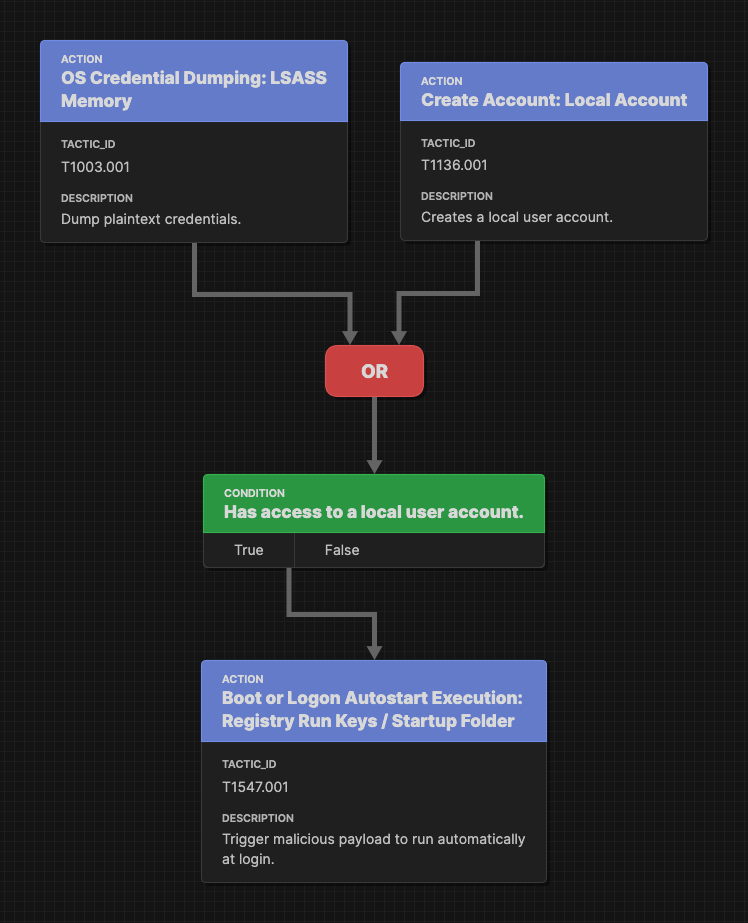 ACTION
OS Credential Dumping: LSASS
Memory
TACTIC_ID
T1003.001
DESCRIPTION
Dump plaintext credentials.
ACTION
Create Account: Local Account
TACTIC_ID
T1136.001
DESCRIPTION
Creates a local user account.
OR
CONDITION
Has access to a local user account.
True False
ACTION
Boot or Logon Autostart Execution:
Registry Run Keys / Startup Folder
TACTIC_ID
T1547.001
DESCRIPTION
Trigger malicious payload to run automatically
at login.